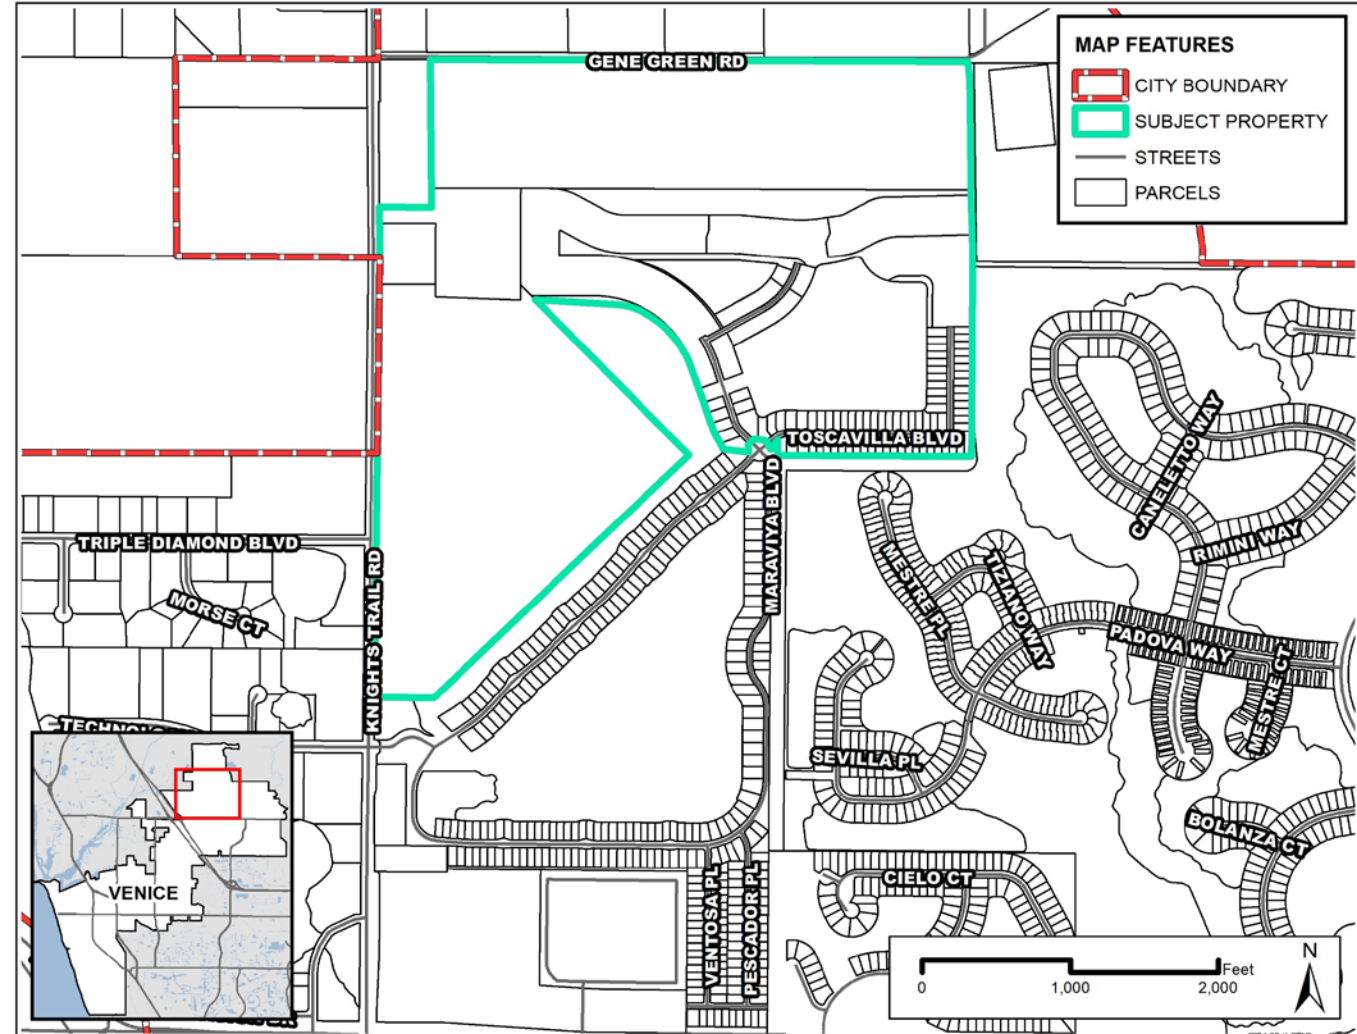 GENE GREEN RD
MAP FEATURES
CITY BOUNDARY
SUBJECT PROPERTY
STREETS
PARCELS
TOSCAVILLA BLVD
CANELETTO WAY
RIMINI WAY
TRIPLE DIAMOND BLVD
MORSE CT
KNIGHTS TRAIL RD
MARAVIYA BLVD
MESTRE PL
TIZIANO WAY
PADOVA WAY
MESTRE CT
SEVILLA PL
BOLANZA CT
CIELO CT
VENTOSA PL
PESCADOR PL
VENICE
N
Feet
0 1,000 2,000